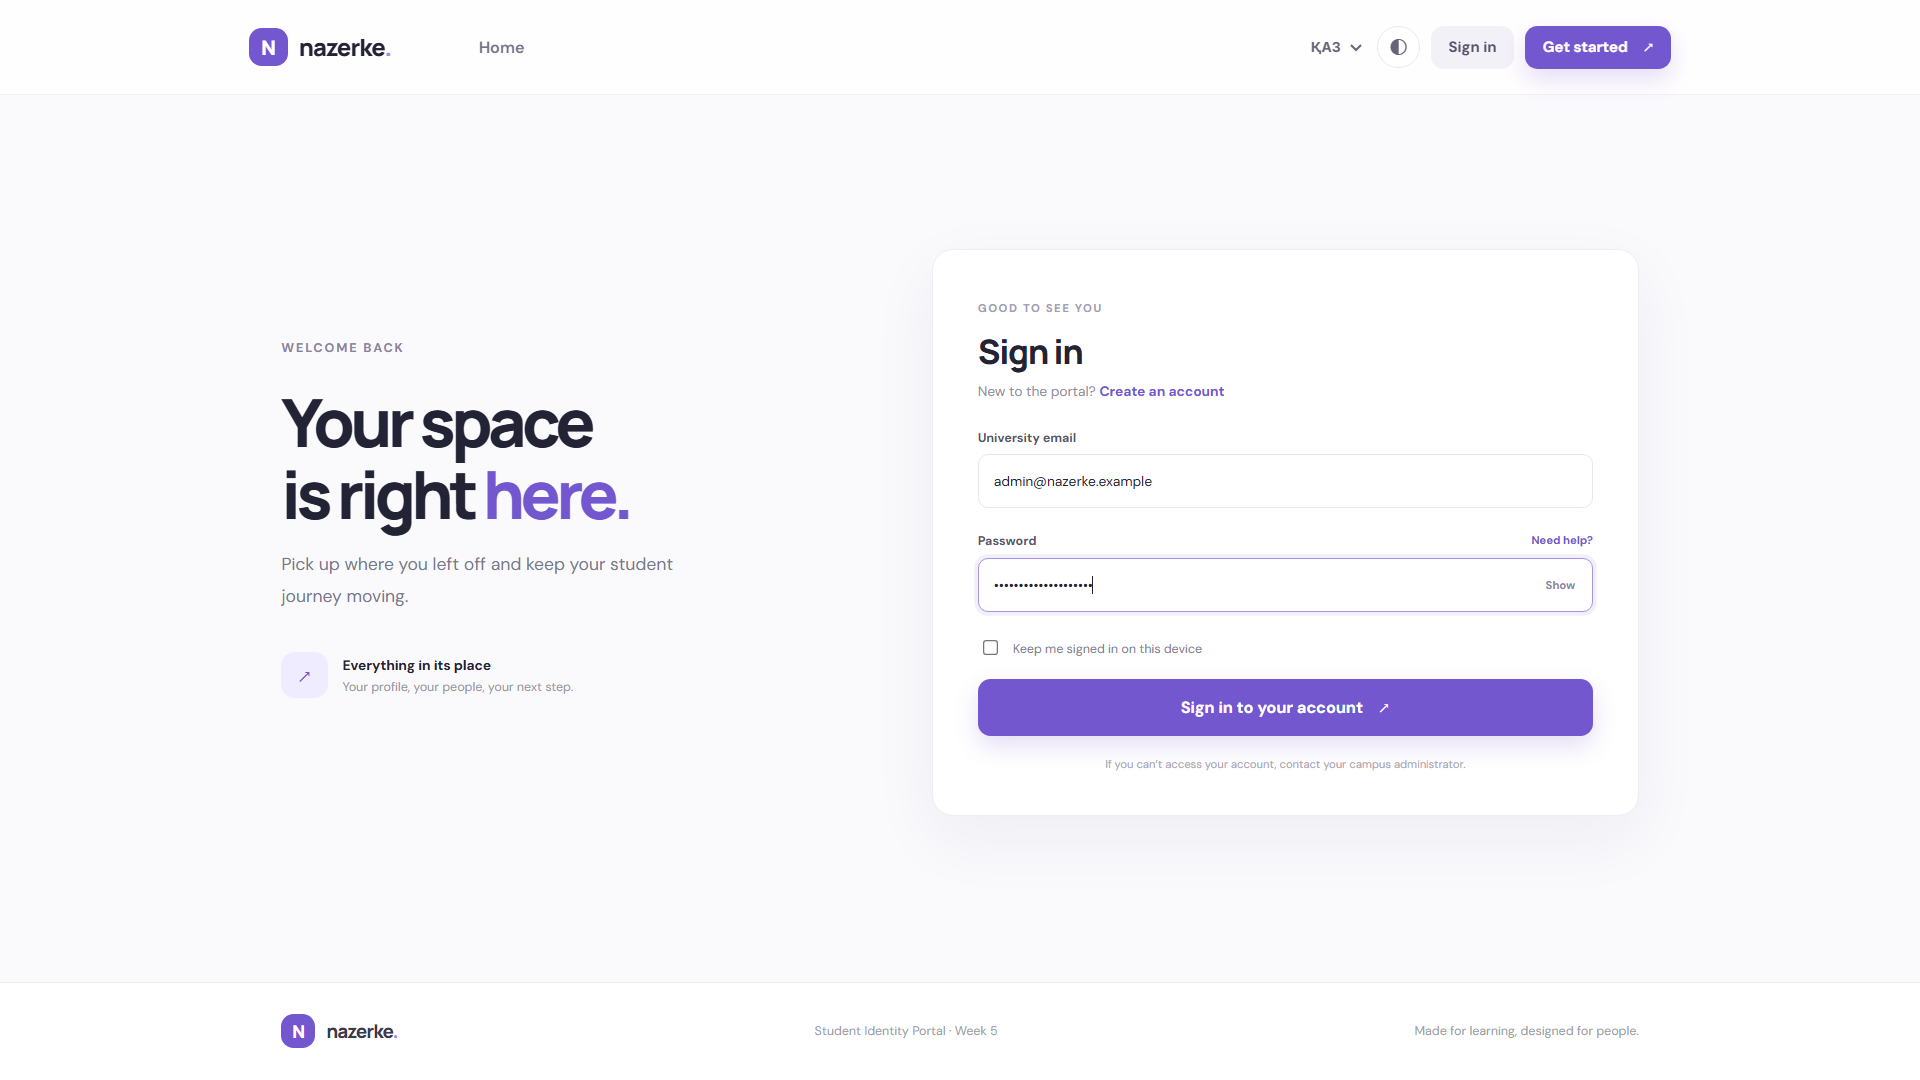 N nazerke.
Home
ҚАЗ
Sign in
Get started ↗
WELCOME BACK
Your space
is right here.
Pick up where you left off and keep your student
journey moving.
↗
Everything in its place
Your profile, your people, your next step.
GOOD TO SEE YOU
Sign in
New to the portal? Create an account
University email
admin@nazerke.example
Password
Need help?
••••••••••••••••••••
Show
Keep me signed in on this device
Sign in to your account ↗
If you can't access your account, contact your campus administrator.
N nazerke.
Student Identity Portal · Week 5
Made for learning, designed for people.